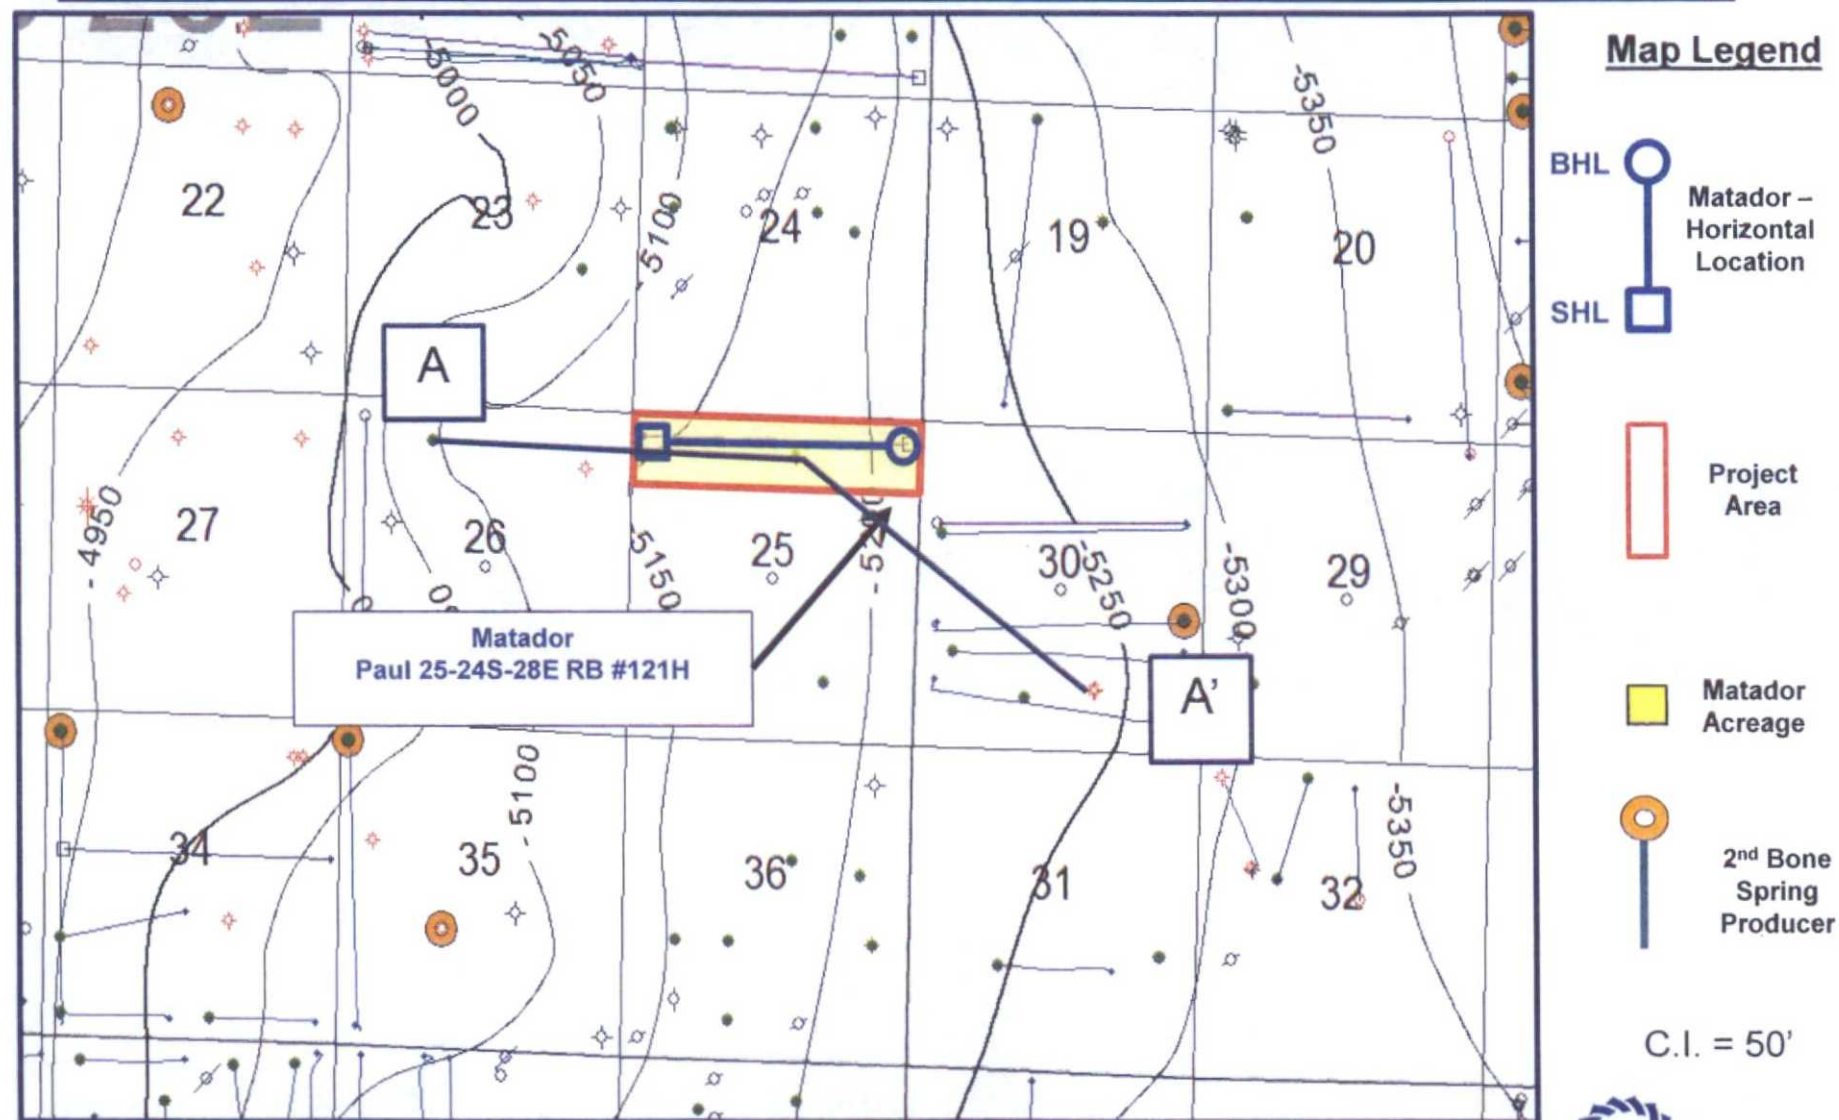 Map Legend
BHL
SHL
Matador –
Horizontal
Location
Project
Area
Matador
Acreage
2nd Bone
Spring
Producer
C.I. = 50'
-5000
-5050
-5350
22
23
24
19
20
-5100
A
27
-4950
26
25
-5150
30
-5250
-5300
29
Matador
Paul 25-24S-28E RB #121H
A'
34
35
-5100
36
31
32
-5350